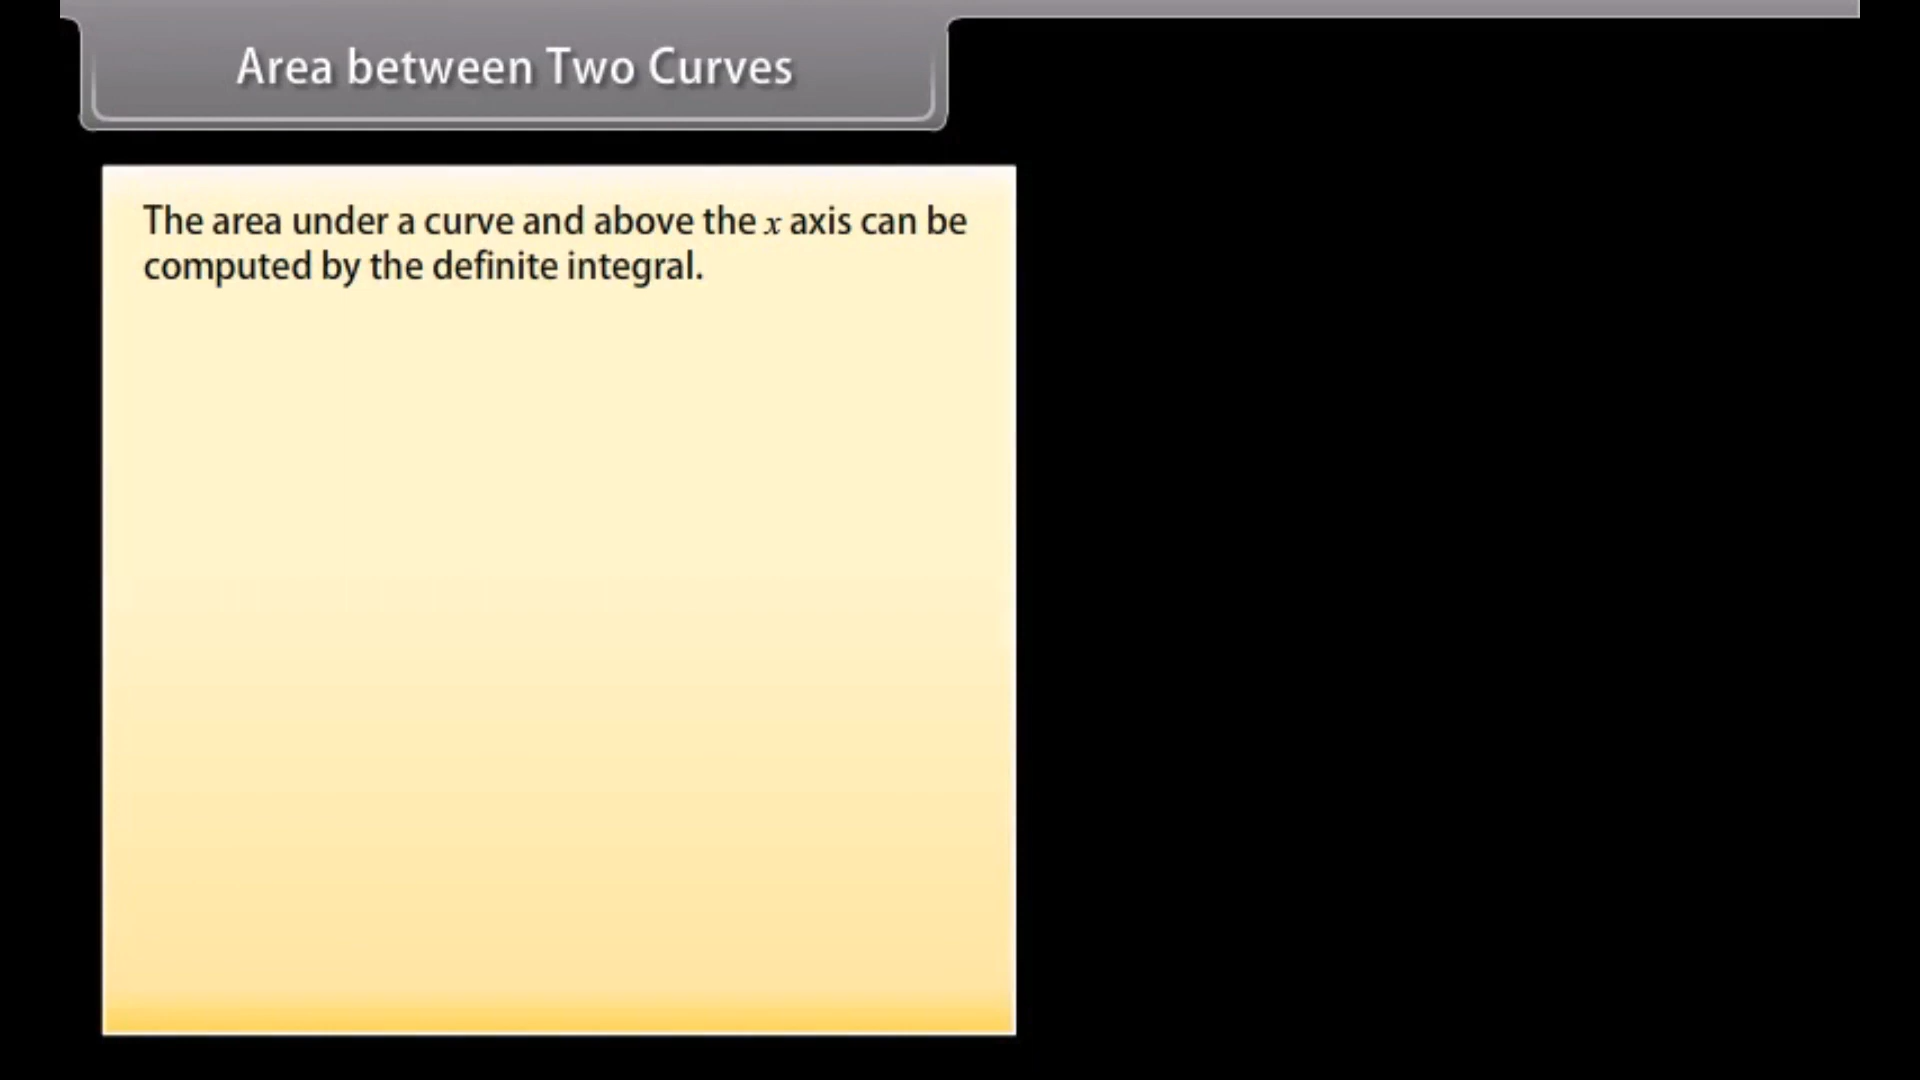 Area between Two Curves
The area under a curve and above the x axis can be
computed by the definite integral.